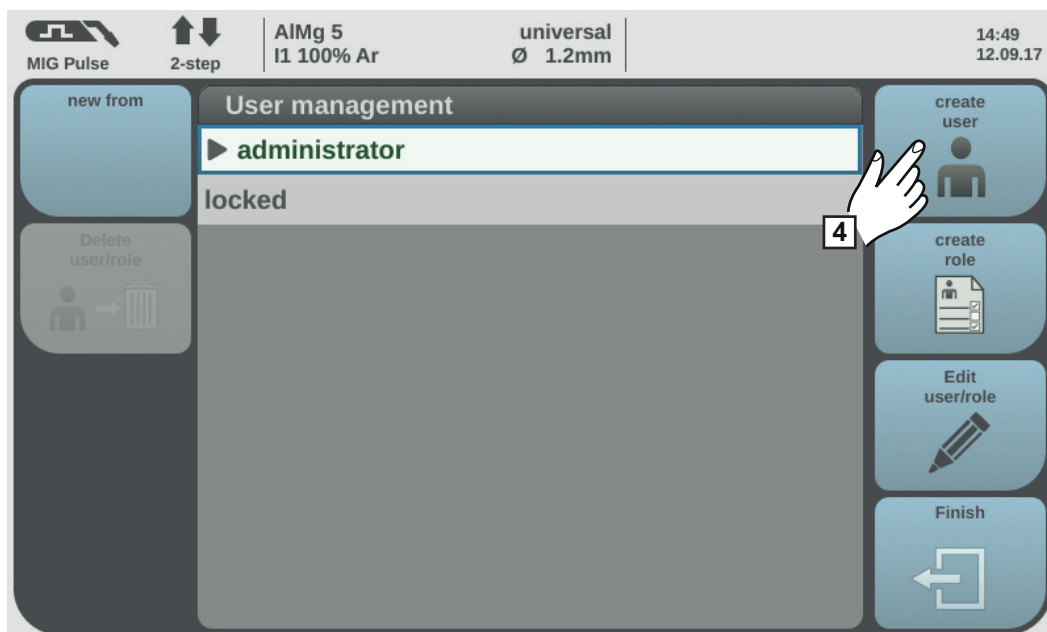 MIG Pulse
2-step
AlMg 5
I1 100% Ar
universal
Ø 1.2mm
14:49
12.09.17
new from
Delete
user/role
User management
administrator
locked
4
create
user
create
role
Edit
user/role
Finish